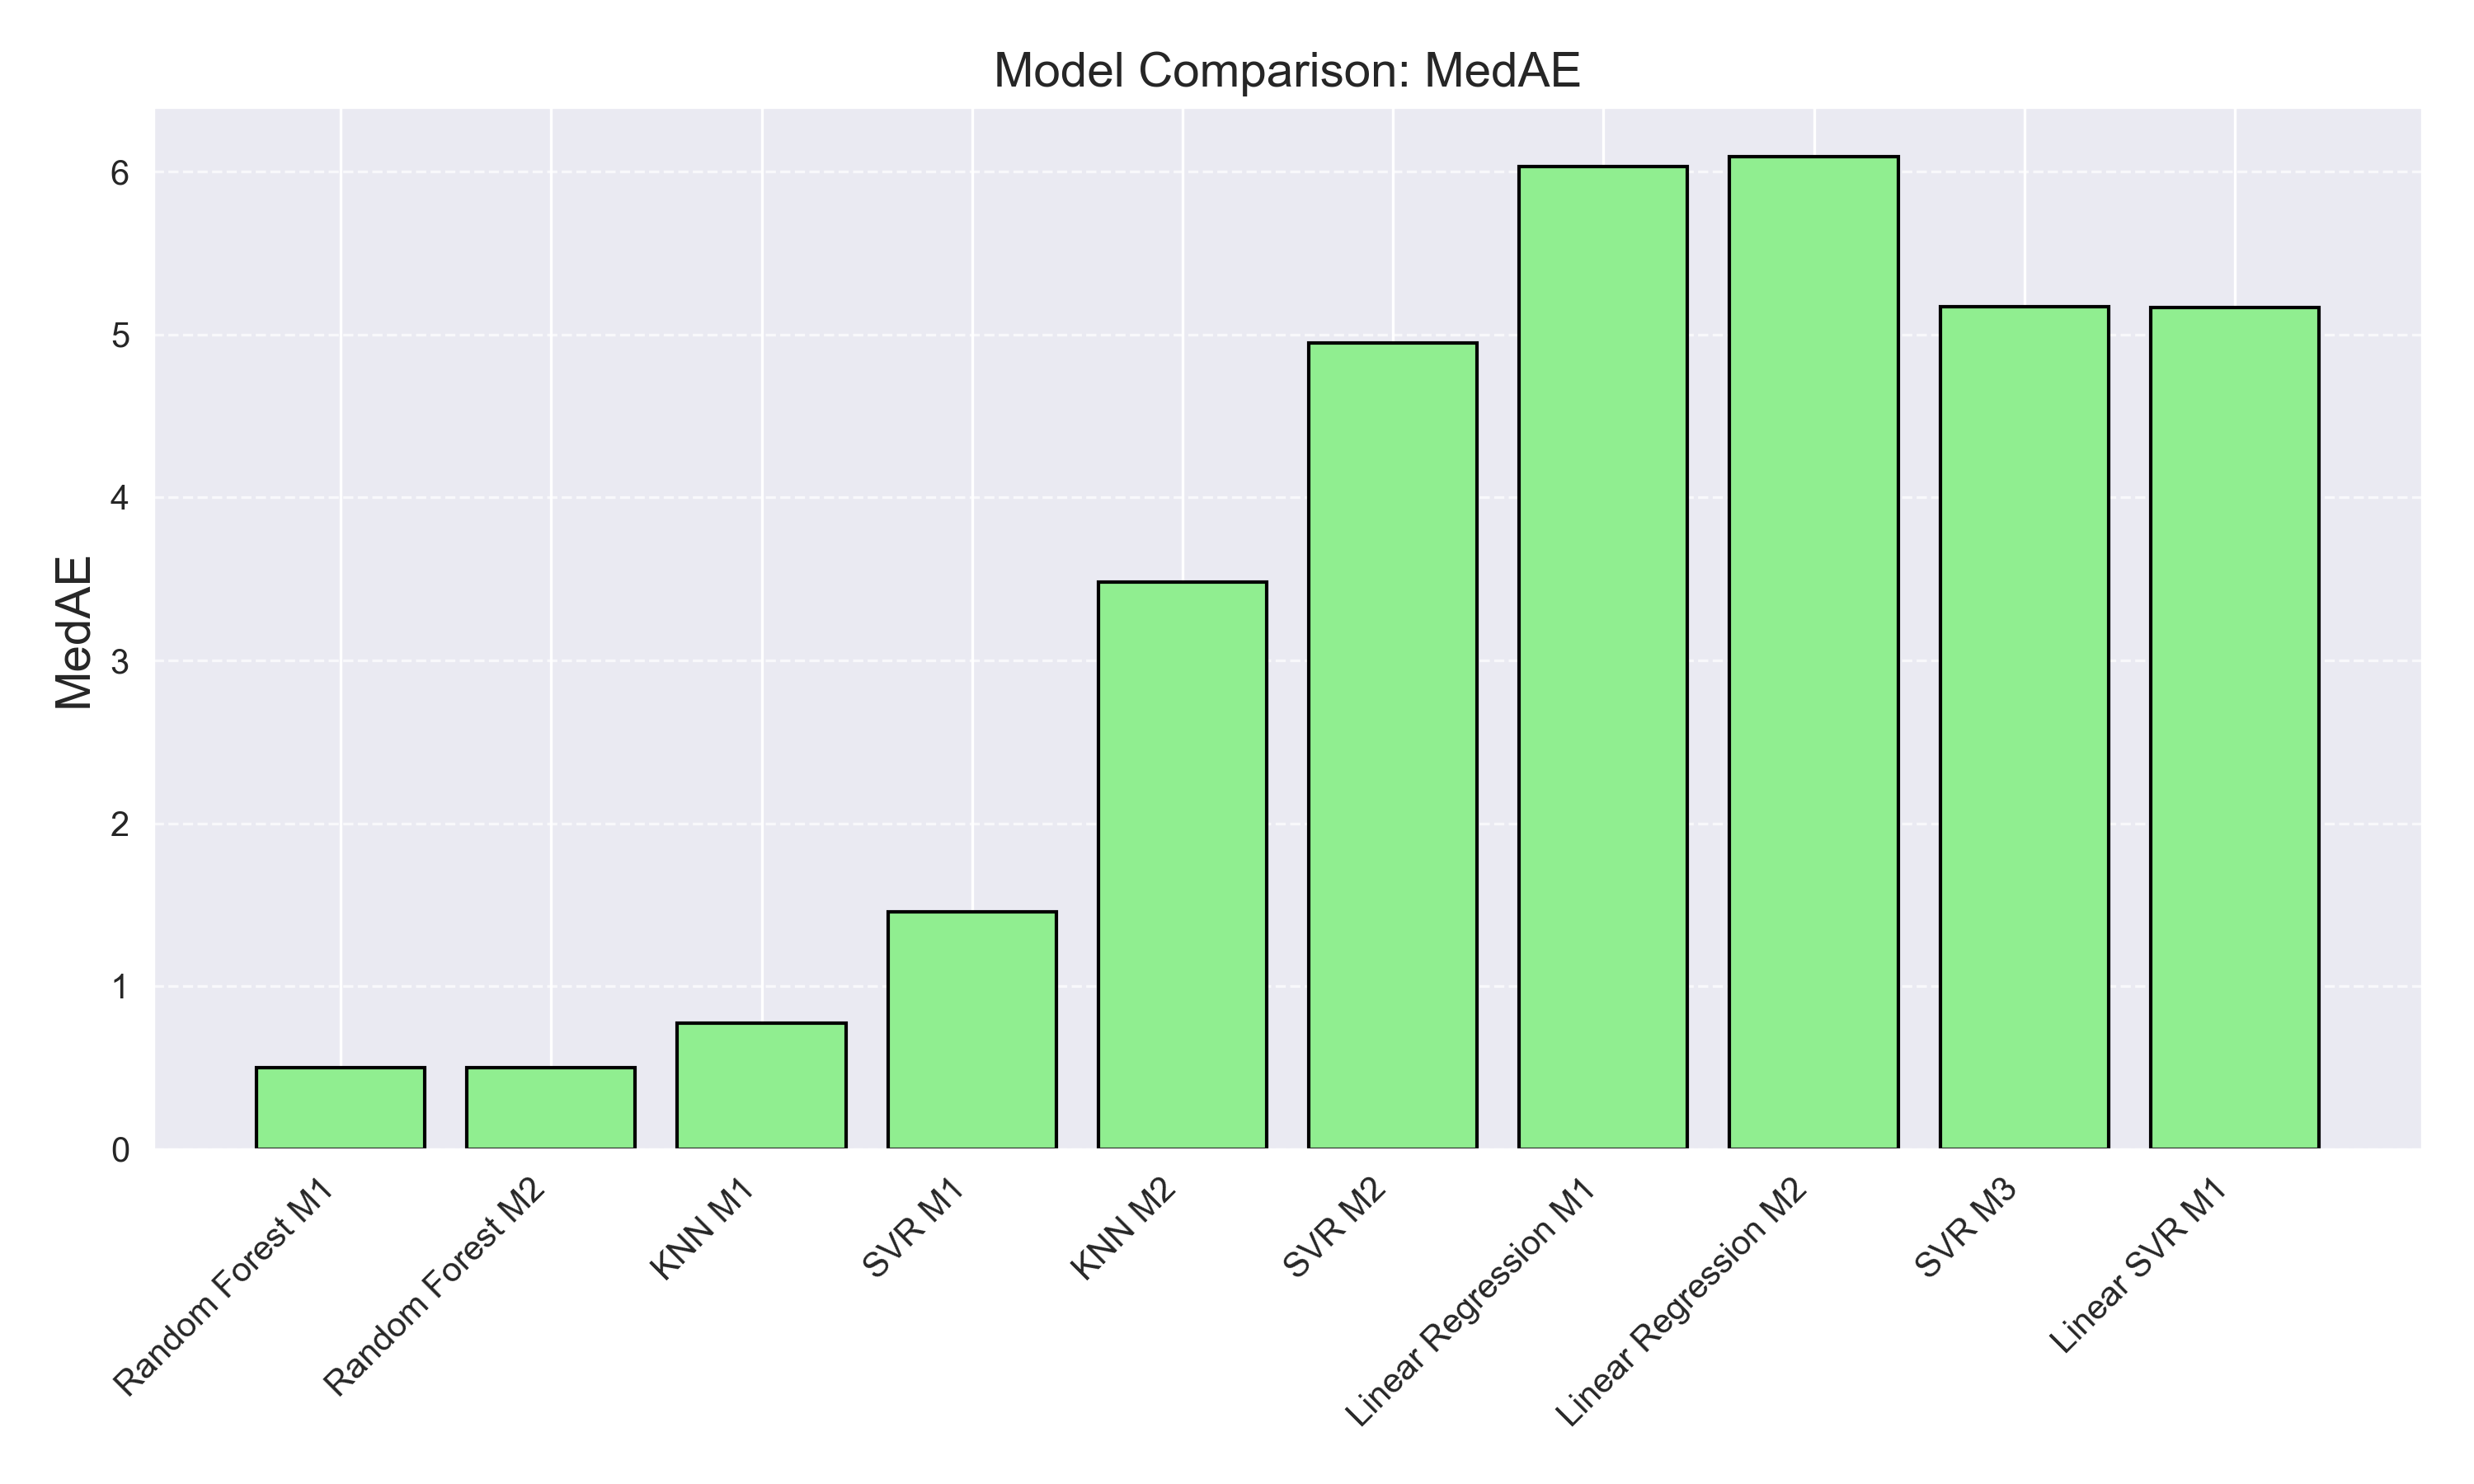 Model Comparison: MedAE
MedAE
6
5
4
3
2
1
0
Random Forest M1
Random Forest M2
KNN M1
SVR M1
KNN M2
SVR M2
Linear Regression M1
Linear Regression M2
SVR M3
Linear SVR M1